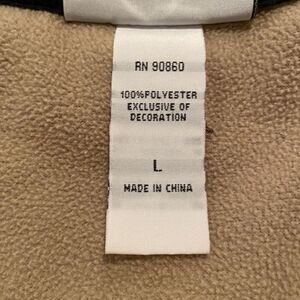 RN 90860
100%POLYESTER
EXCLUSIVE OF
DECORATION
L
MADE IN CHINA